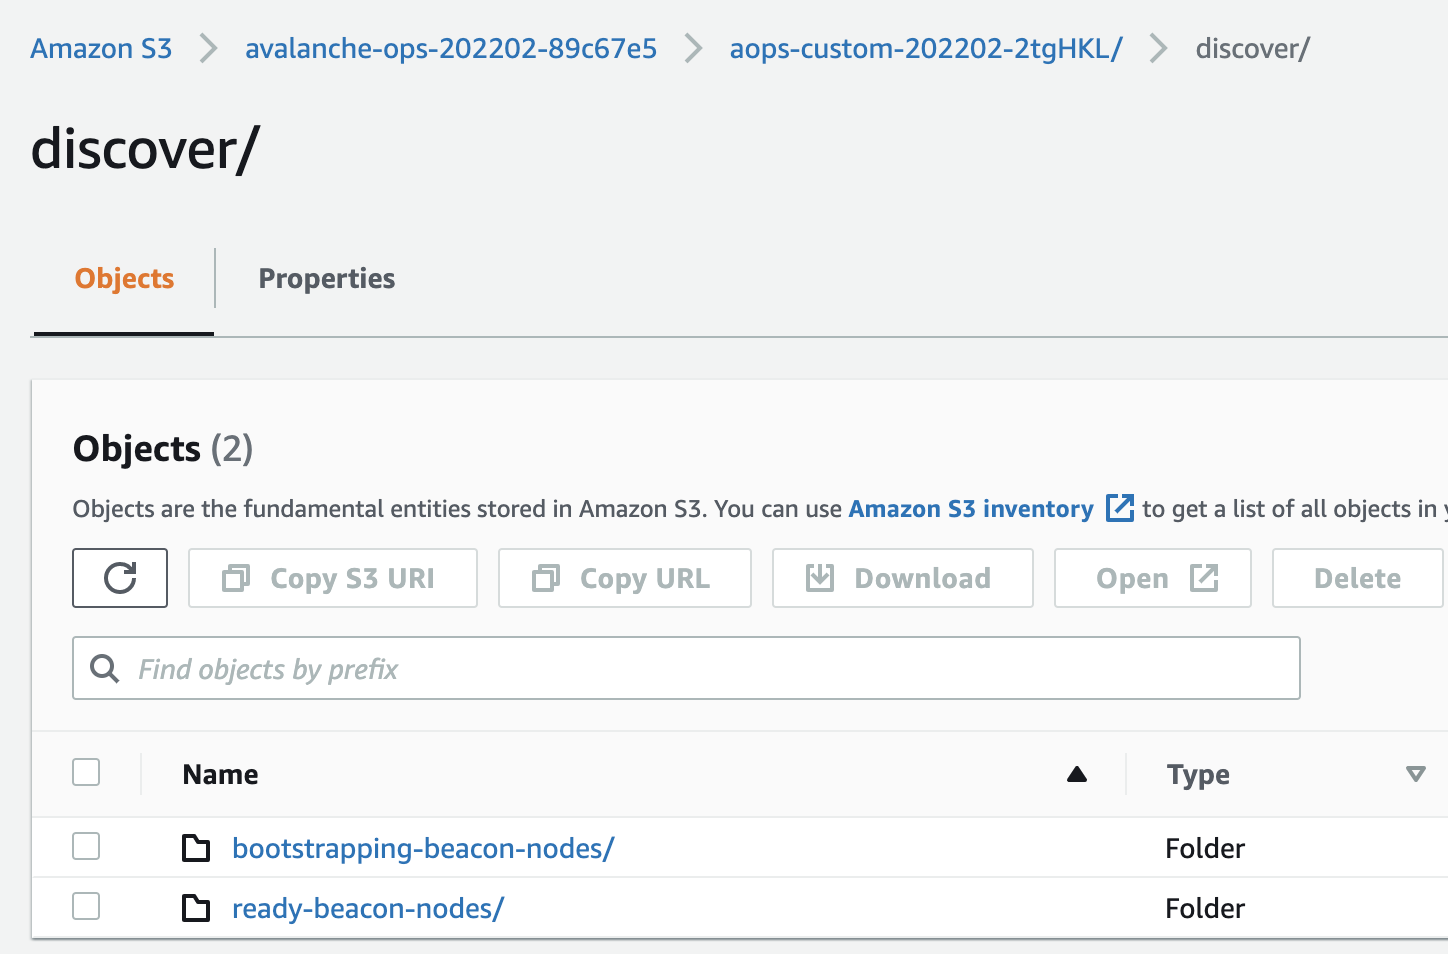 Amazon S3 avalanche-ops-202202-89c67e5 aops-custom-202202-2tgHKL/ discover/
discover/
Objects Properties
Objects (2)
Objects are the fundamental entities stored in Amazon S3. You can use Amazon S3 inventory to get a list of all objects in
Copy S3 URI Copy URL Download Open Delete
Find objects by prefix
Name Type
bootstrapping-beacon-nodes/ Folder
ready-beacon-nodes/ Folder